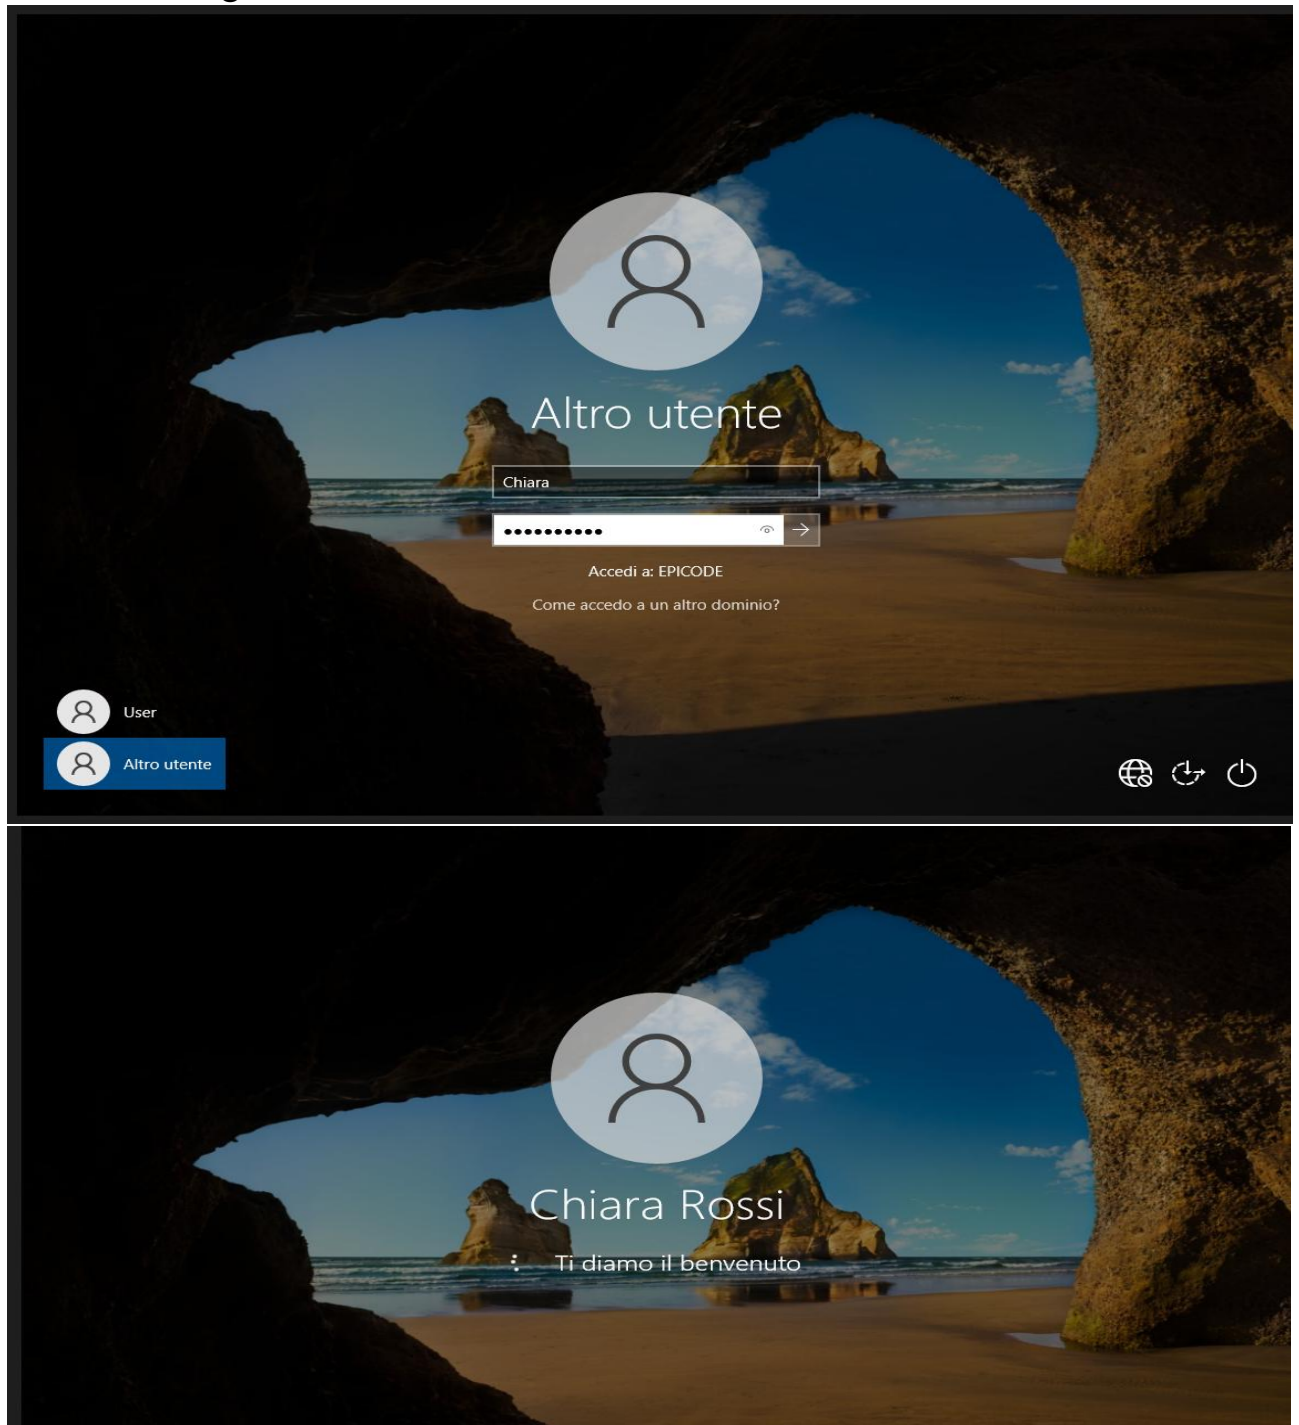 Altro utente
Chiara
Accedi a: EPICODE
Come accedo a un altro dominio?
User
Altro utente
Chiara Rossi
Ti diamo il benvenuto